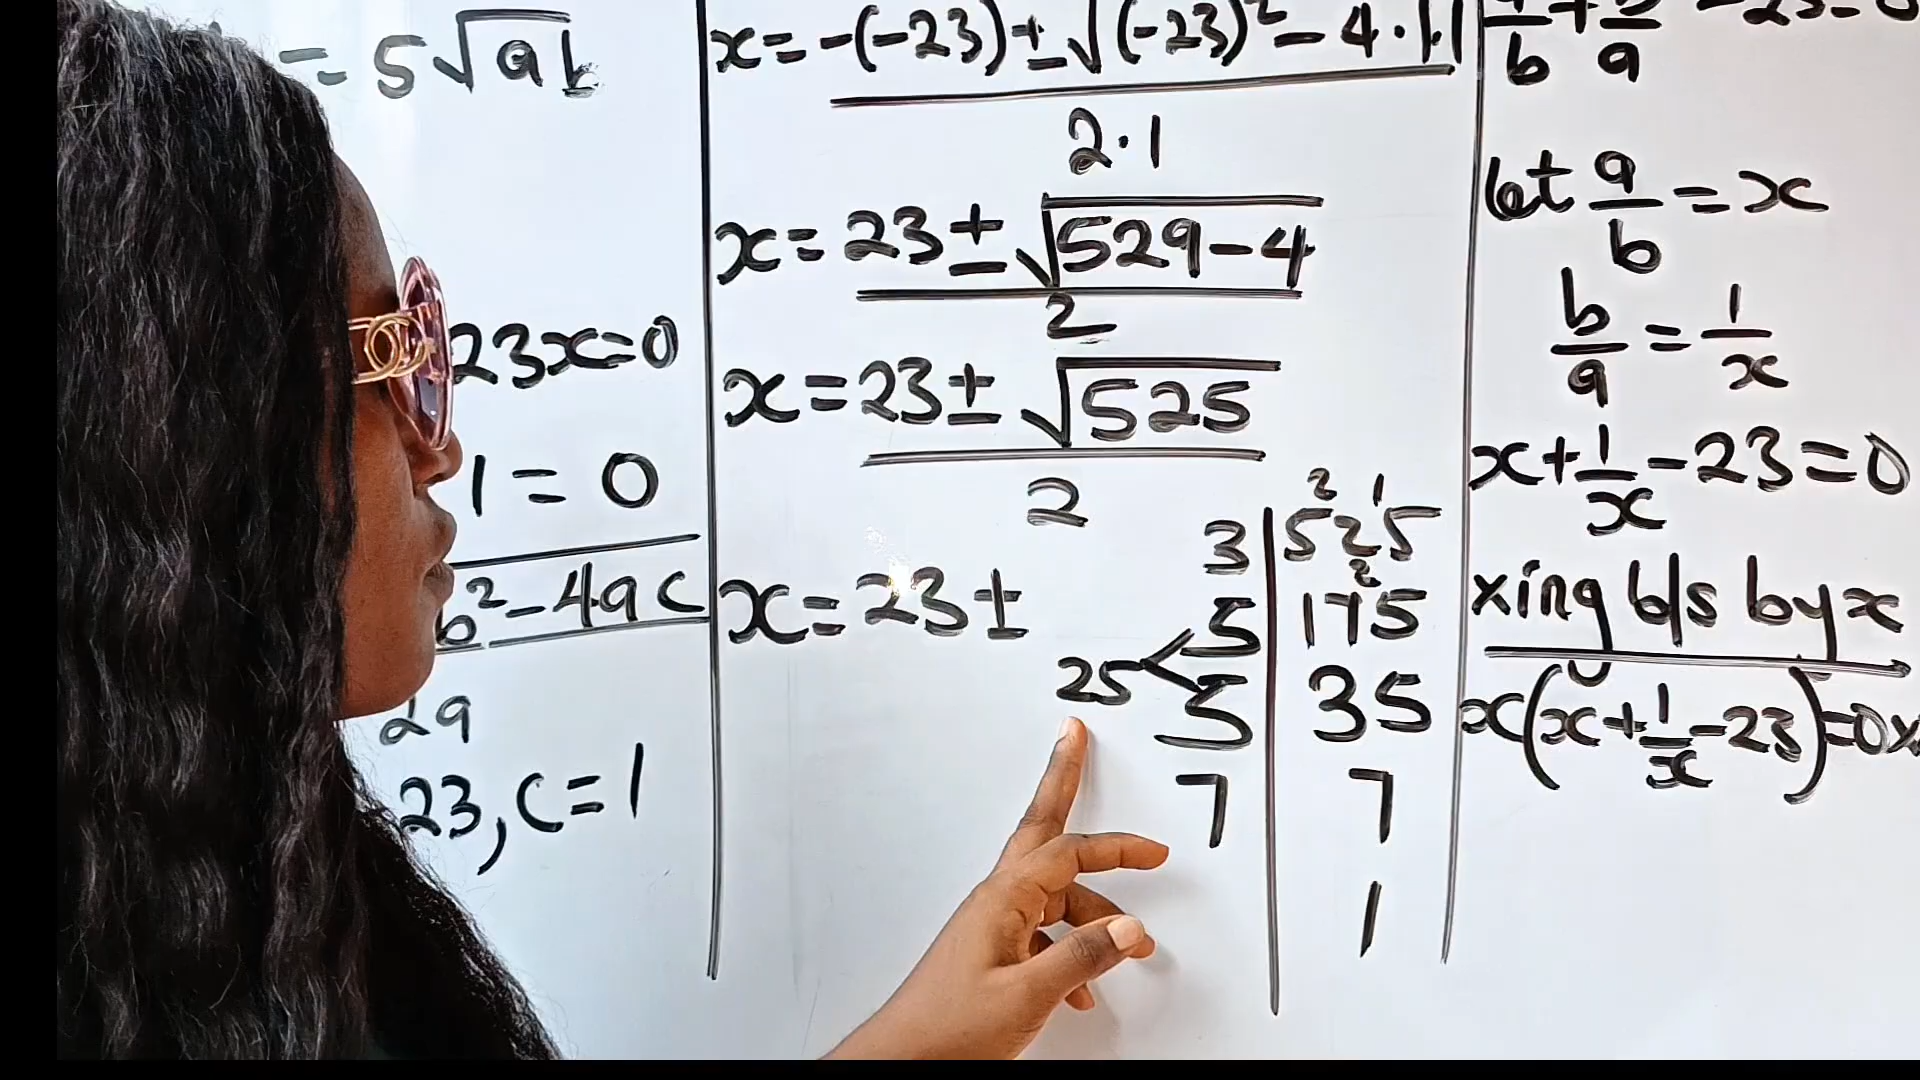 = 5√ab
23x=0
1 = 0
b²-4ac
29
23, c=1
x=-(-23)±√(-23)²-4·1·1
2·1
x=23±√529-4
2
x=23±√525
2
x=23±
3 | 525
5 | 175
25 < 5 | 35
7 | 7
1
b a
let a/b = x
b/a = 1/x
x+1/x-23=0
xing b/s by x
x(x+1/x-23)=0x